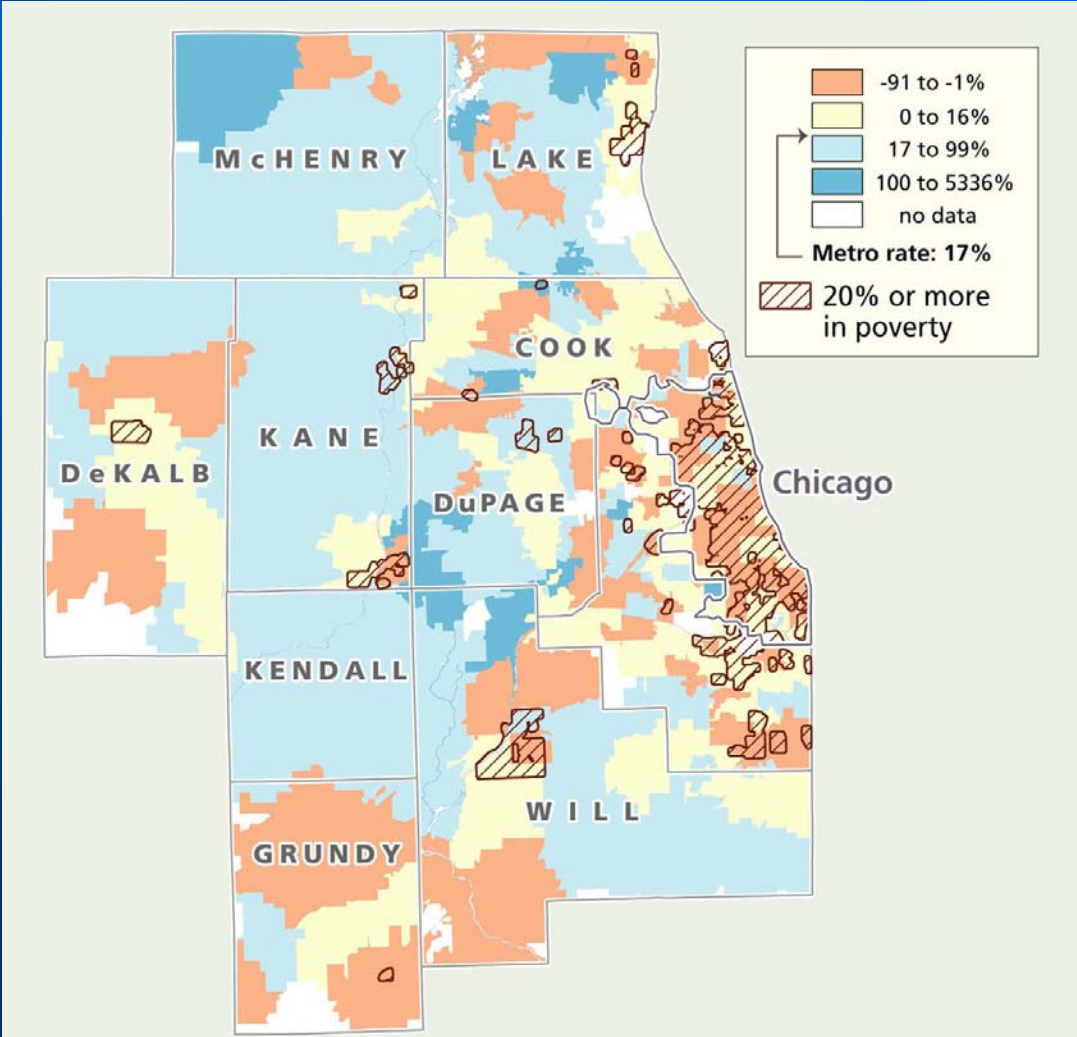 -91 to -1%
0 to 16%
17 to 99%
100 to 5336%
no data
Metro rate: 17%
20% or more
in poverty
McHENRY
LAKE
COOK
KANE
DeKALB
DuPAGE
Chicago
KENDALL
WILL
GRUNDY